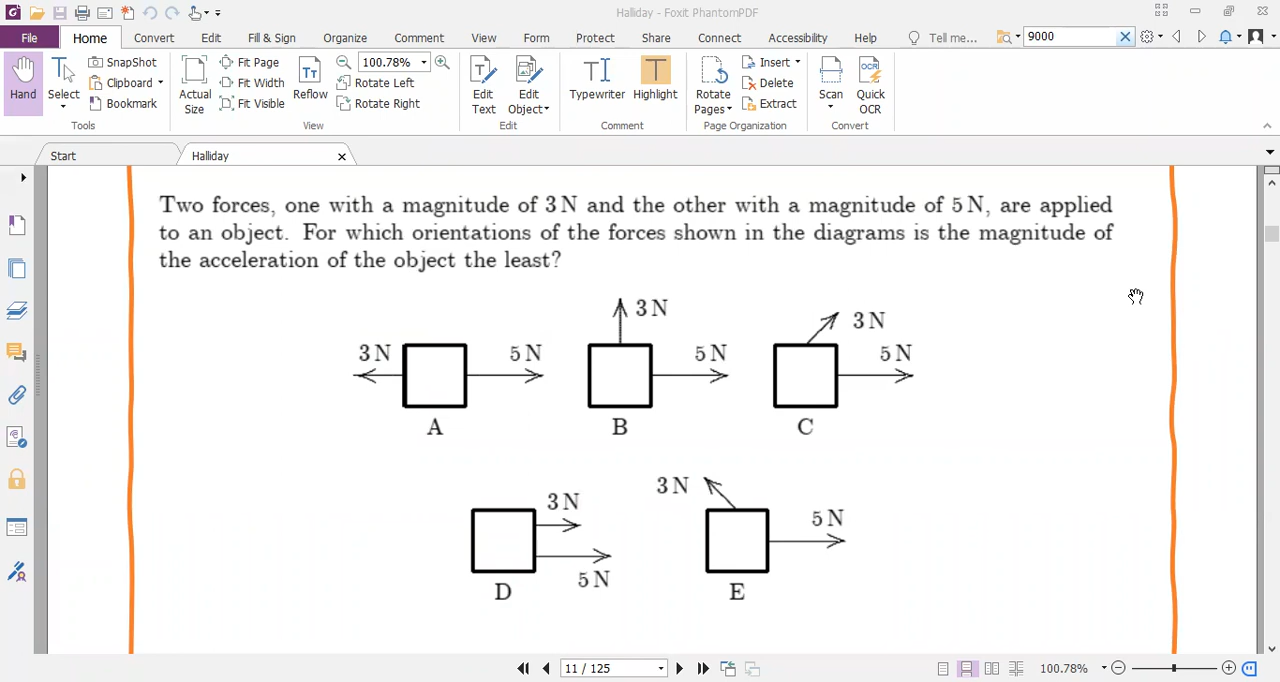 Halliday - Foxit PhantomPDF
File Home Convert Edit Fill & Sign Organize Comment View Form Protect Share Connect Accessibility Help Tell me... 9000
Hand
Select
SnapShot
Clipboard
Bookmark
Tools
Actual Size
Fit Page
Fit Width
Fit Visible
Reflow
100.78%
Rotate Left
Rotate Right
View
Edit Text
Edit Object
Edit
Typewriter
Highlight
Comment
Rotate Pages
Insert
Delete
Extract
Page Organization
Scan
Quick OCR
Convert
Start Halliday
Two forces, one with a magnitude of 3 N and the other with a magnitude of 5 N, are applied
to an object. For which orientations of the forces shown in the diagrams is the magnitude of
the acceleration of the object the least?
3 N 5 N
A
3 N
5 N
B
3 N
5 N
C
3 N
5 N
D
3 N
5 N
E
11 / 125
100.78%